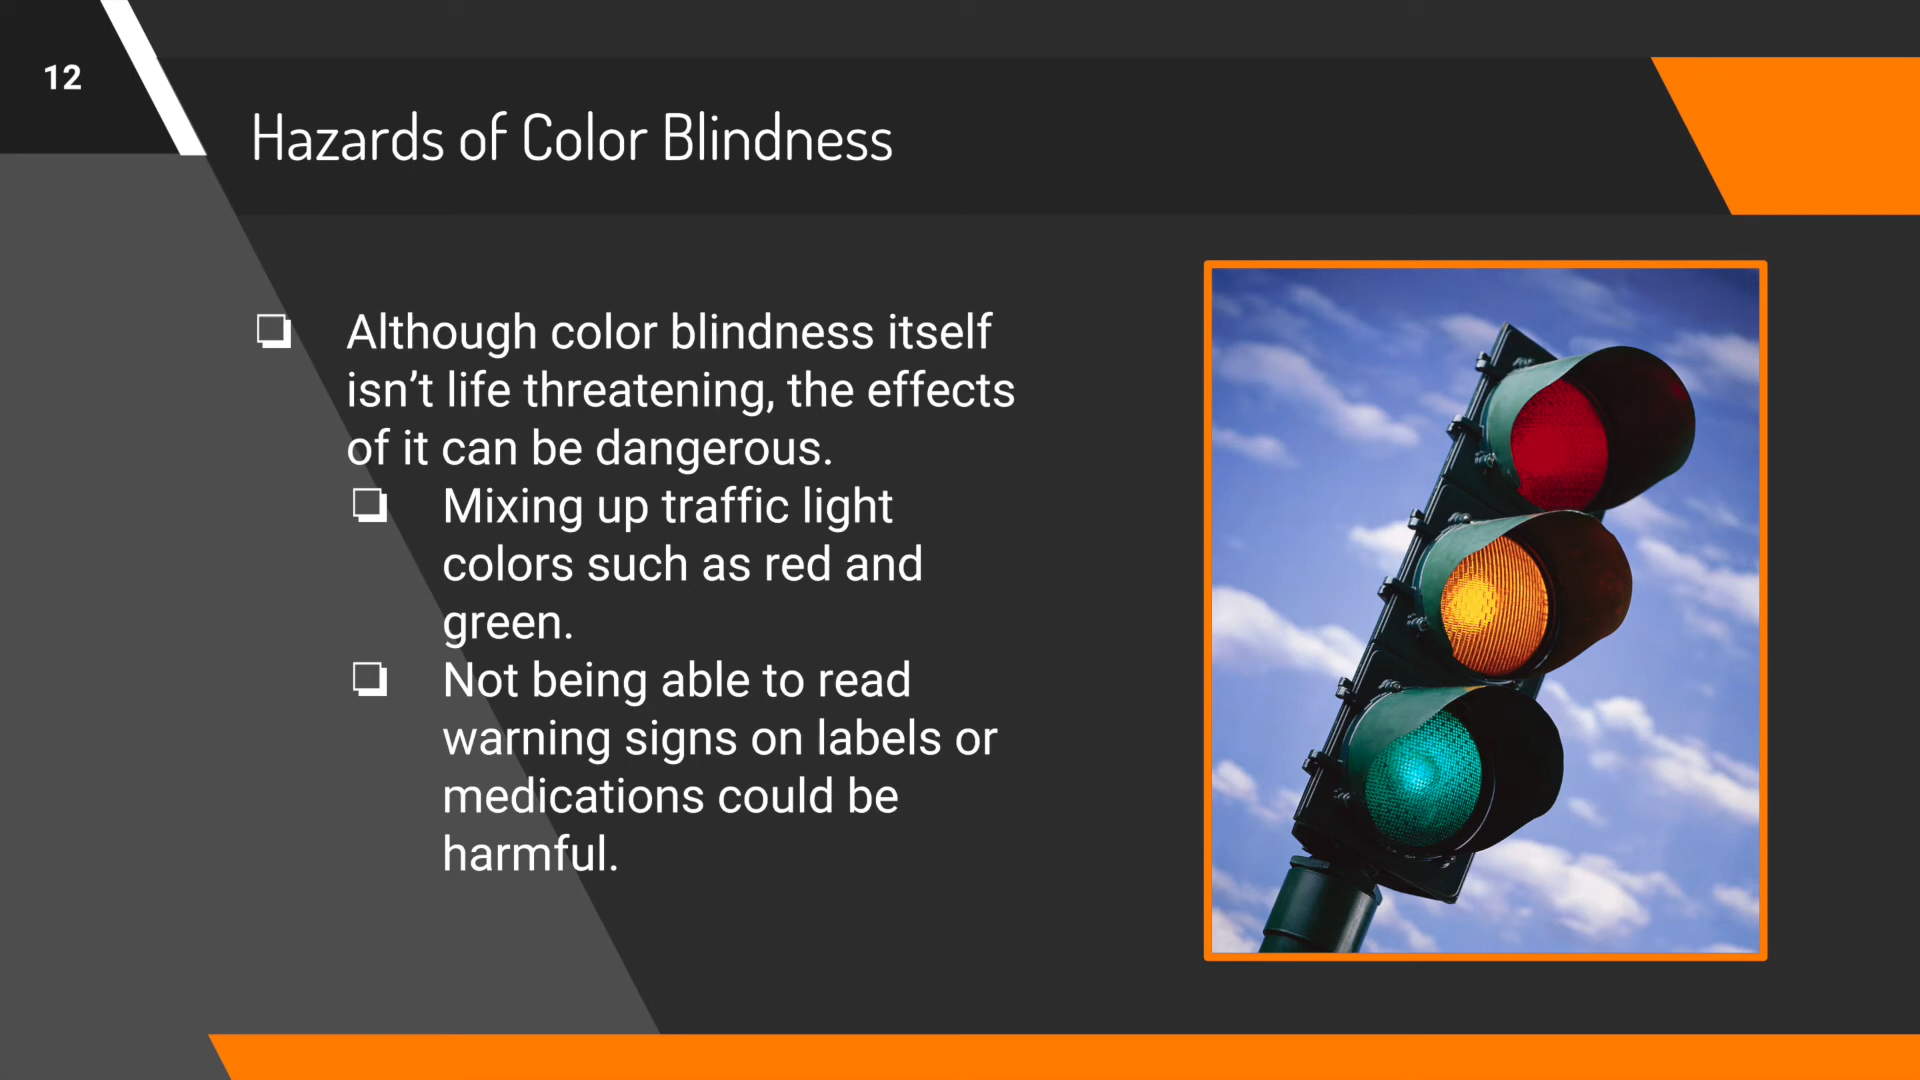 12
Hazards of Color Blindness
Although color blindness itself
isn’t life threatening, the effects
of it can be dangerous.
Mixing up traffic light
colors such as red and
green.
Not being able to read
warning signs on labels or
medications could be
harmful.